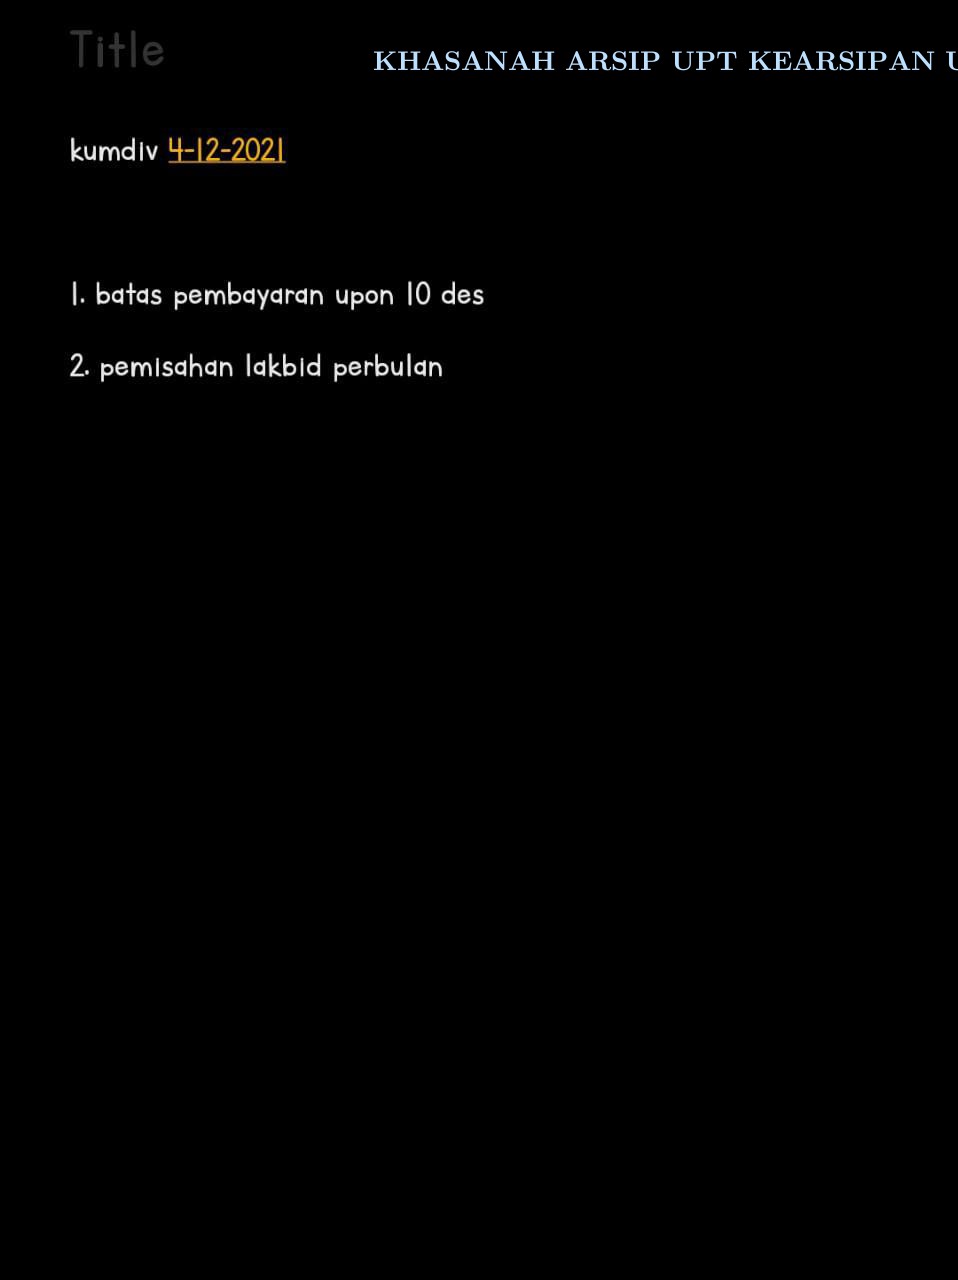 Title
KHASANAH ARSIP UPT KEARSIPAN
kumdiv 4-12-2021
1. batas pembayaran upon 10 des
2. pemisahan lakbid perbulan